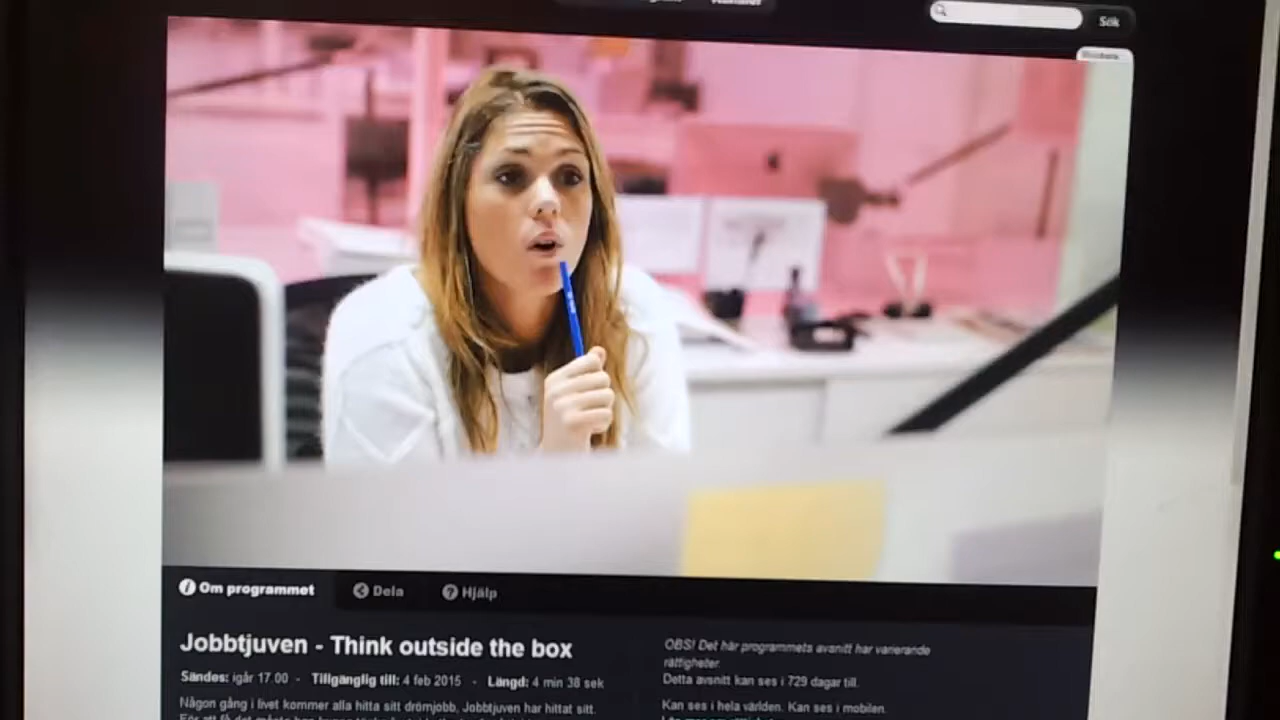 Sök
Om programmet
Dela
Hjälp
Jobbtjuven - Think outside the box
Sändes: igår 17.00 - Tillgänglig till: 4 feb 2015 - Längd: 4 min 38 sek
Någon gång i livet kommer alla hitta sitt drömjobb, Jobbtjuven har hittat sitt.
OBS! Det här programmets avsnitt har varierande
rättigheter.
Detta avsnitt kan ses i 729 dagar till.
Kan ses i hela världen. Kan ses i mobilen.